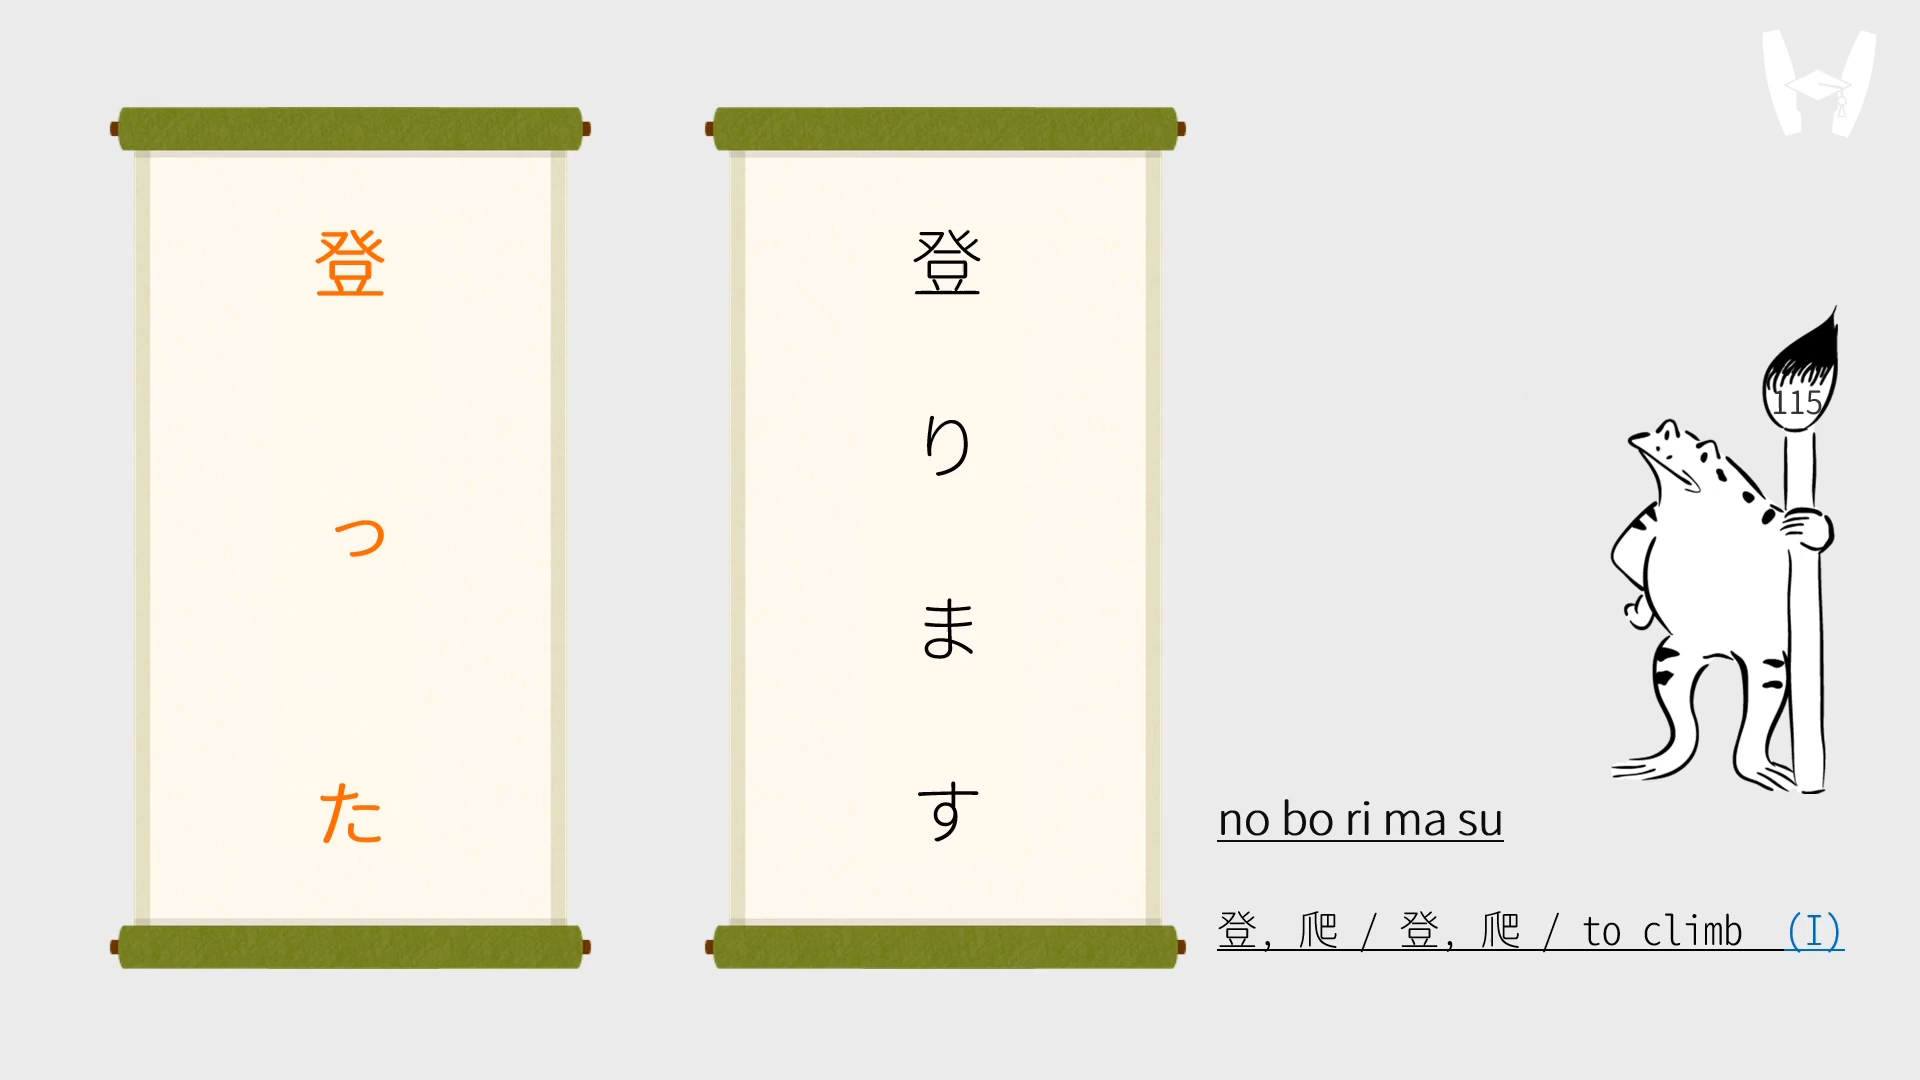 登った
登ります
115
no bo ri ma su
登, 爬 / 登, 爬 / to climb (I)